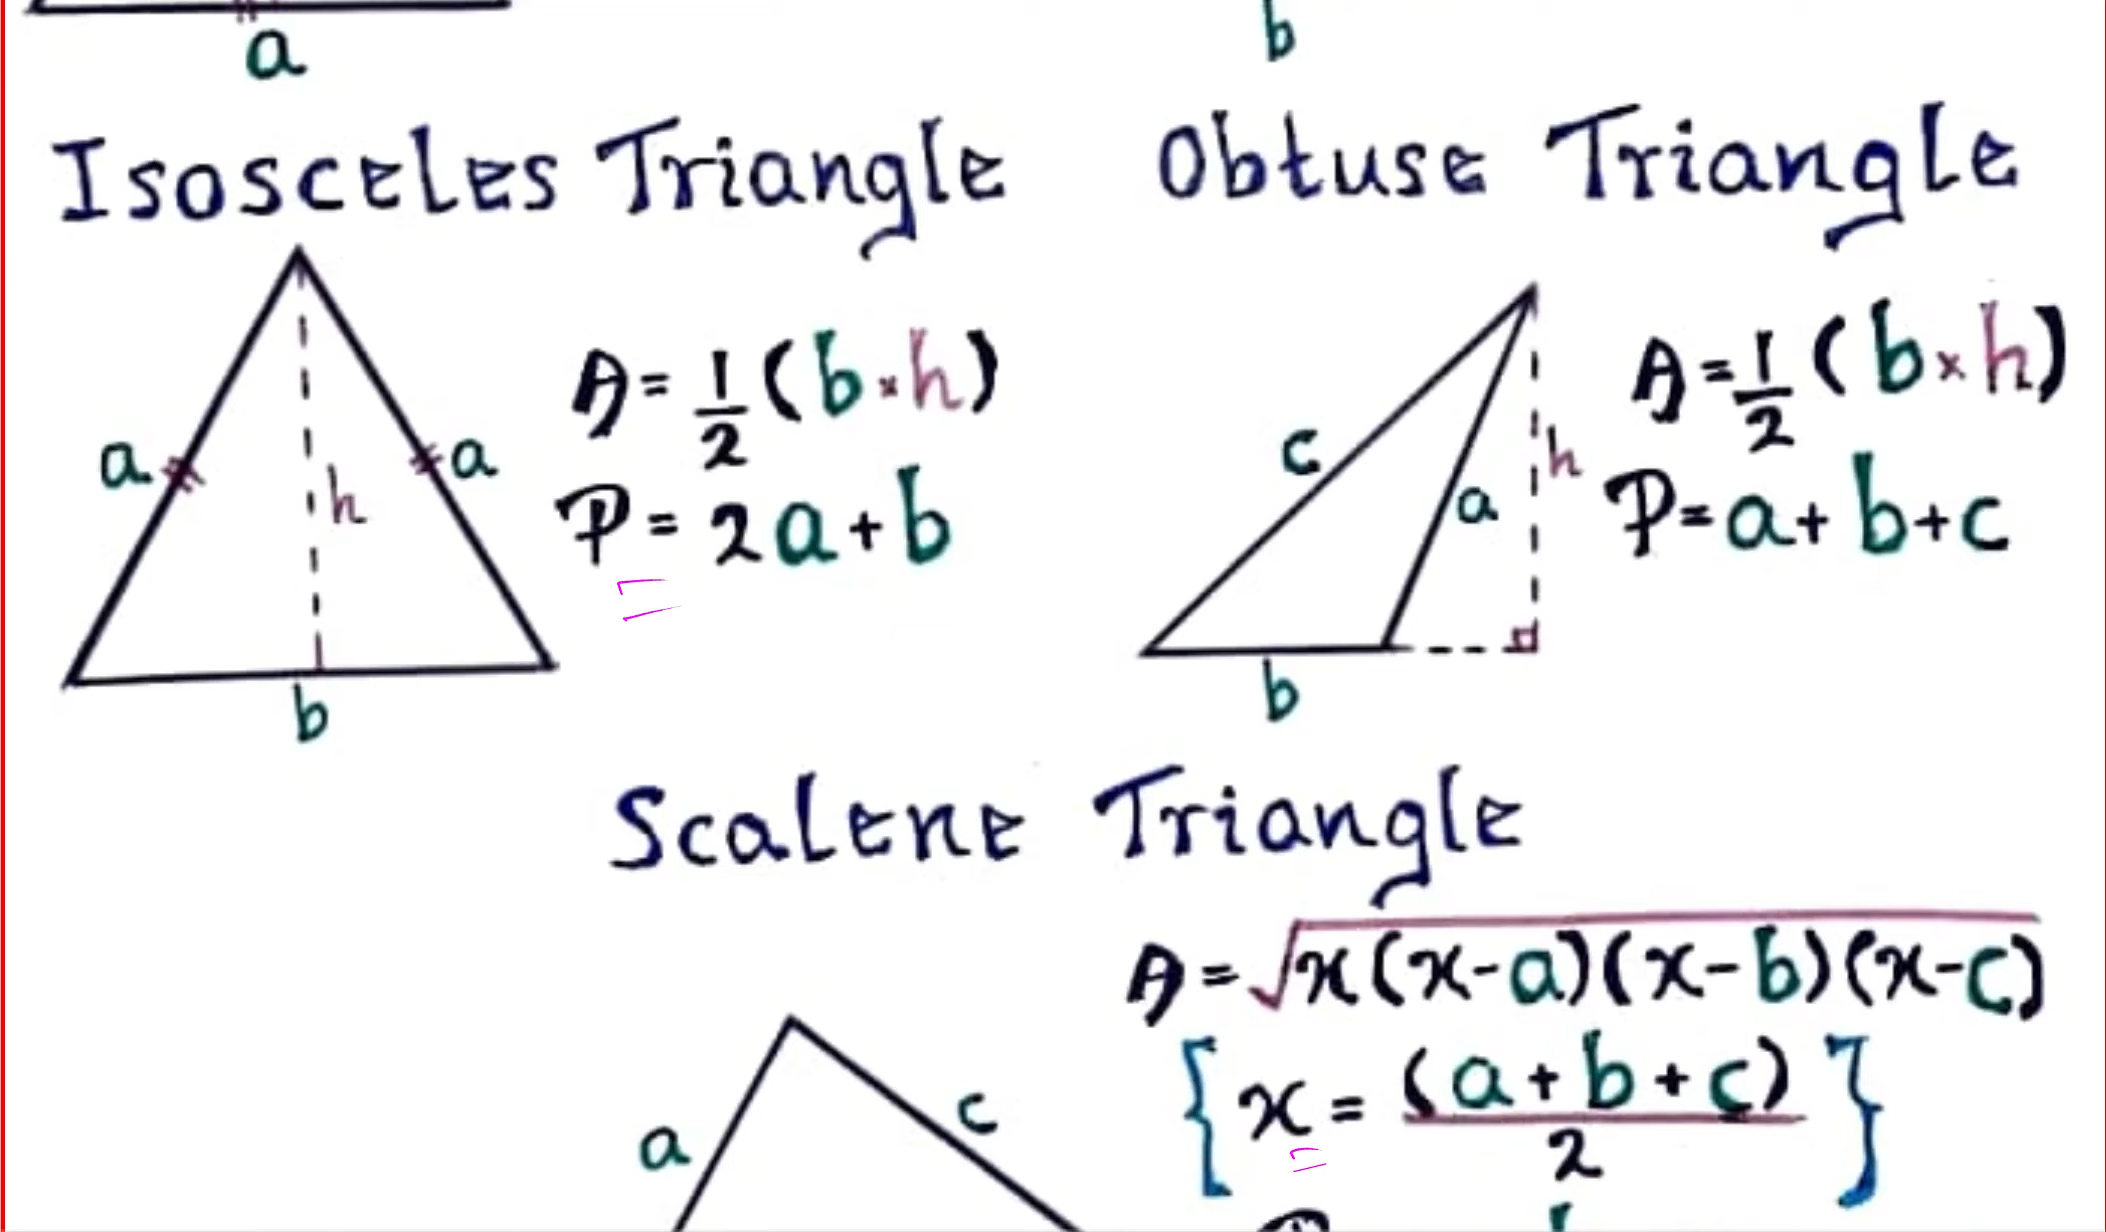 a
b
Isosceles Triangle
Obtuse Triangle
a
a
h
b
A = 1/2 (b × h)
P = 2a + b
c
a
h
b
A = 1/2 (b × h)
P = a + b + c
Scalene Triangle
A = √x(x-a)(x-b)(x-c)
{ x = (a + b + c)/2 }
a
c